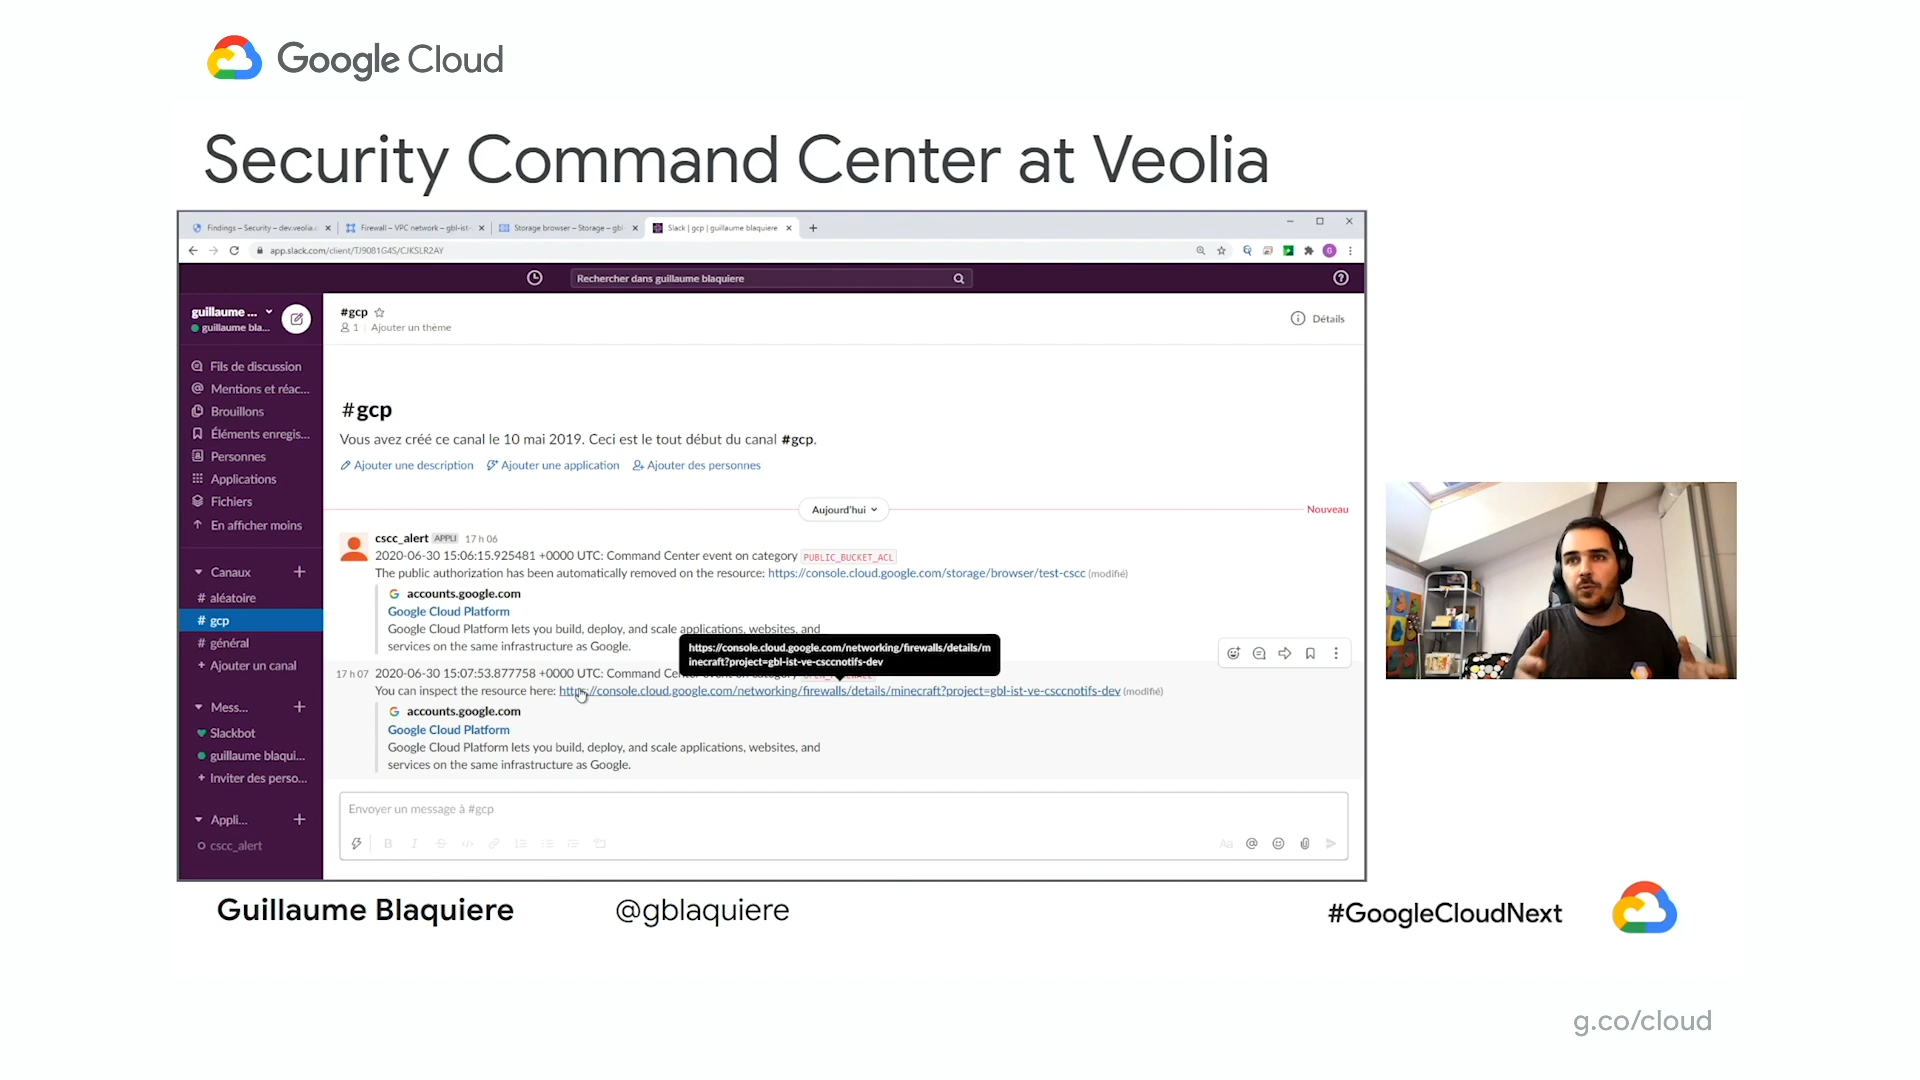 Google Cloud
Security Command Center at Veolia
Findings – Security – dev.veolia.c
Firewall – VPC network – gbl-ist-
Storage browser – Storage – gbl-
Slack | gcp | guillaume blaquiere
app.slack.com/client/TJ9081G4S/CJKSLR2AY
Rechercher dans guillaume blaquiere
guillaume ...
guillaume bla...
#gcp
1 | Ajouter un thème
Détails
Fils de discussion
Mentions et réac...
Brouillons
Éléments enregis...
Personnes
Applications
Fichiers
En afficher moins
Canaux
# aléatoire
# gcp
# général
+ Ajouter un canal
Mess...
Slackbot
guillaume blaqui...
+ Inviter des perso...
Appli...
cscc_alert
#gcp
Vous avez créé ce canal le 10 mai 2019. Ceci est le tout début du canal #gcp.
Ajouter une description Ajouter une application Ajouter des personnes
Aujourd'hui
Nouveau
cscc_alert APPLI 17 h 06
2020-06-30 15:06:15.925481 +0000 UTC: Command Center event on category PUBLIC_BUCKET_ACL
The public authorization has been automatically removed on the resource: https://console.cloud.google.com/storage/browser/test-cscc (modifié)
G accounts.google.com
Google Cloud Platform
Google Cloud Platform lets you build, deploy, and scale applications, websites, and
services on the same infrastructure as Google.
https://console.cloud.google.com/networking/firewalls/details/m
inecraft?project=gbl-ist-ve-csccnotifs-dev
17 h 07 2020-06-30 15:07:53.877758 +0000 UTC: Command Center event on category
You can inspect the resource here: https://console.cloud.google.com/networking/firewalls/details/minecraft?project=gbl-ist-ve-csccnotifs-dev (modifié)
G accounts.google.com
Google Cloud Platform
Google Cloud Platform lets you build, deploy, and scale applications, websites, and
services on the same infrastructure as Google.
Envoyer un message à #gcp
Guillaume Blaquiere
@gblaquiere
#GoogleCloudNext
g.co/cloud